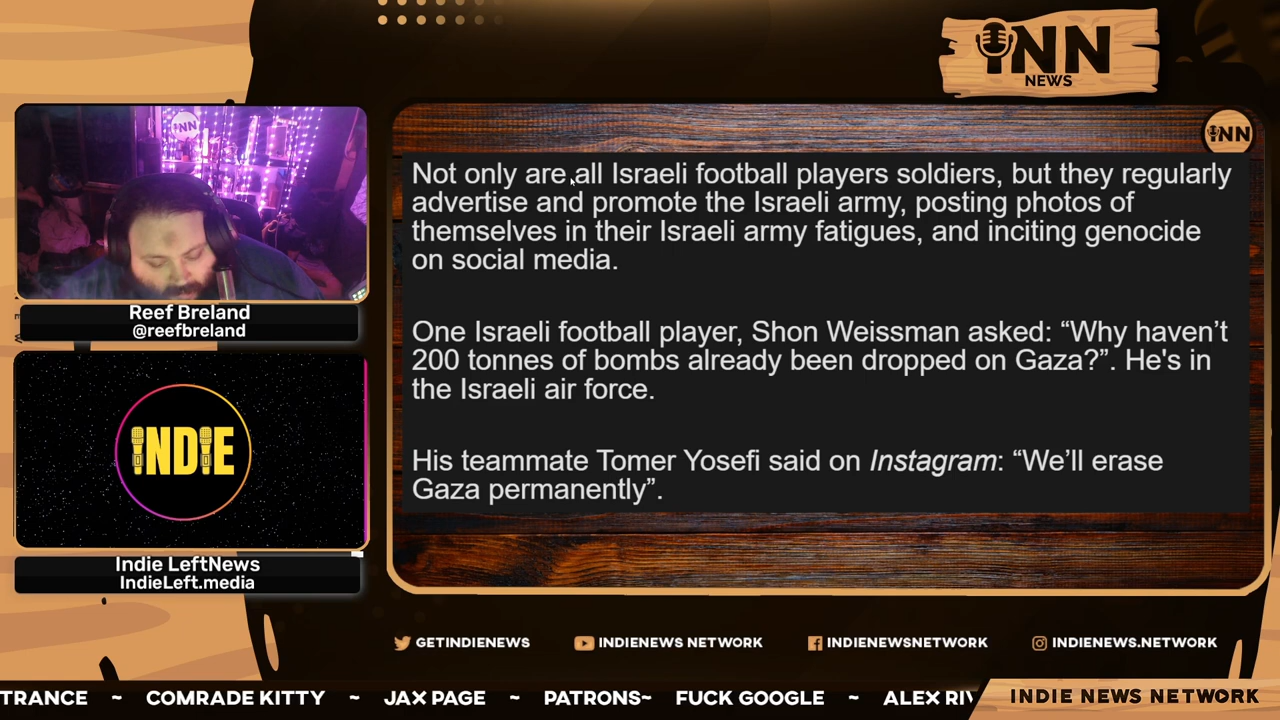 INN
NEWS
INN
INN
Not only are all Israeli football players soldiers, but they regularly
advertise and promote the Israeli army, posting photos of
themselves in their Israeli army fatigues, and inciting genocide
on social media.
One Israeli football player, Shon Weissman asked: “Why haven’t
200 tonnes of bombs already been dropped on Gaza?”. He's in
the Israeli air force.
His teammate Tomer Yosefi said on Instagram: “We’ll erase
Gaza permanently”.
Reef Breland
@reefbreland
INDIE
Indie LeftNews
IndieLeft.media
GETINDIENEWS
INDIENEWS NETWORK
INDIENEWSNETWORK
INDIENEWS.NETWORK
TRANCE ~ COMRADE KITTY ~ JAX PAGE ~ PATRONS~ FUCK GOOGLE ~ ALEX RIV
INDIE NEWS NETWORK